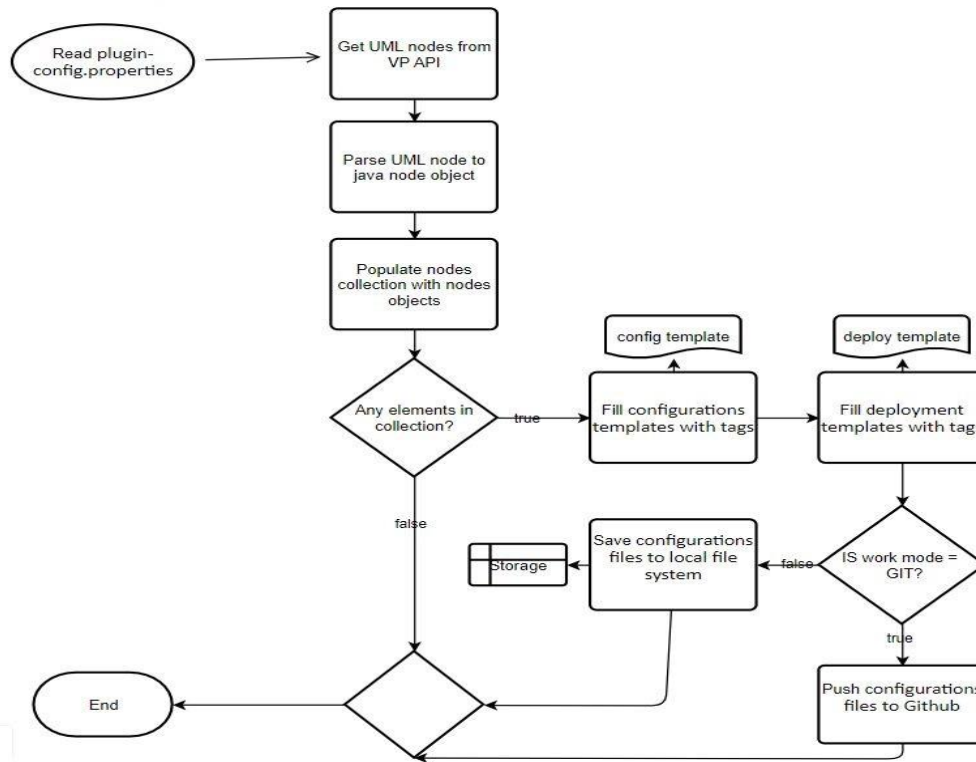 Read plugin-
config.properties
Get UML nodes from
VP API
Parse UML node to
java node object
Populate nodes
collection with nodes
objects
config template
deploy template
Any elements in
collection?
true
Fill configurations
templates with tags
Fill deployment
templates with tags
false
Storage
Save configurations
files to local file
system
false
IS work mode =
GIT?
true
End
Push configurations
files to Github